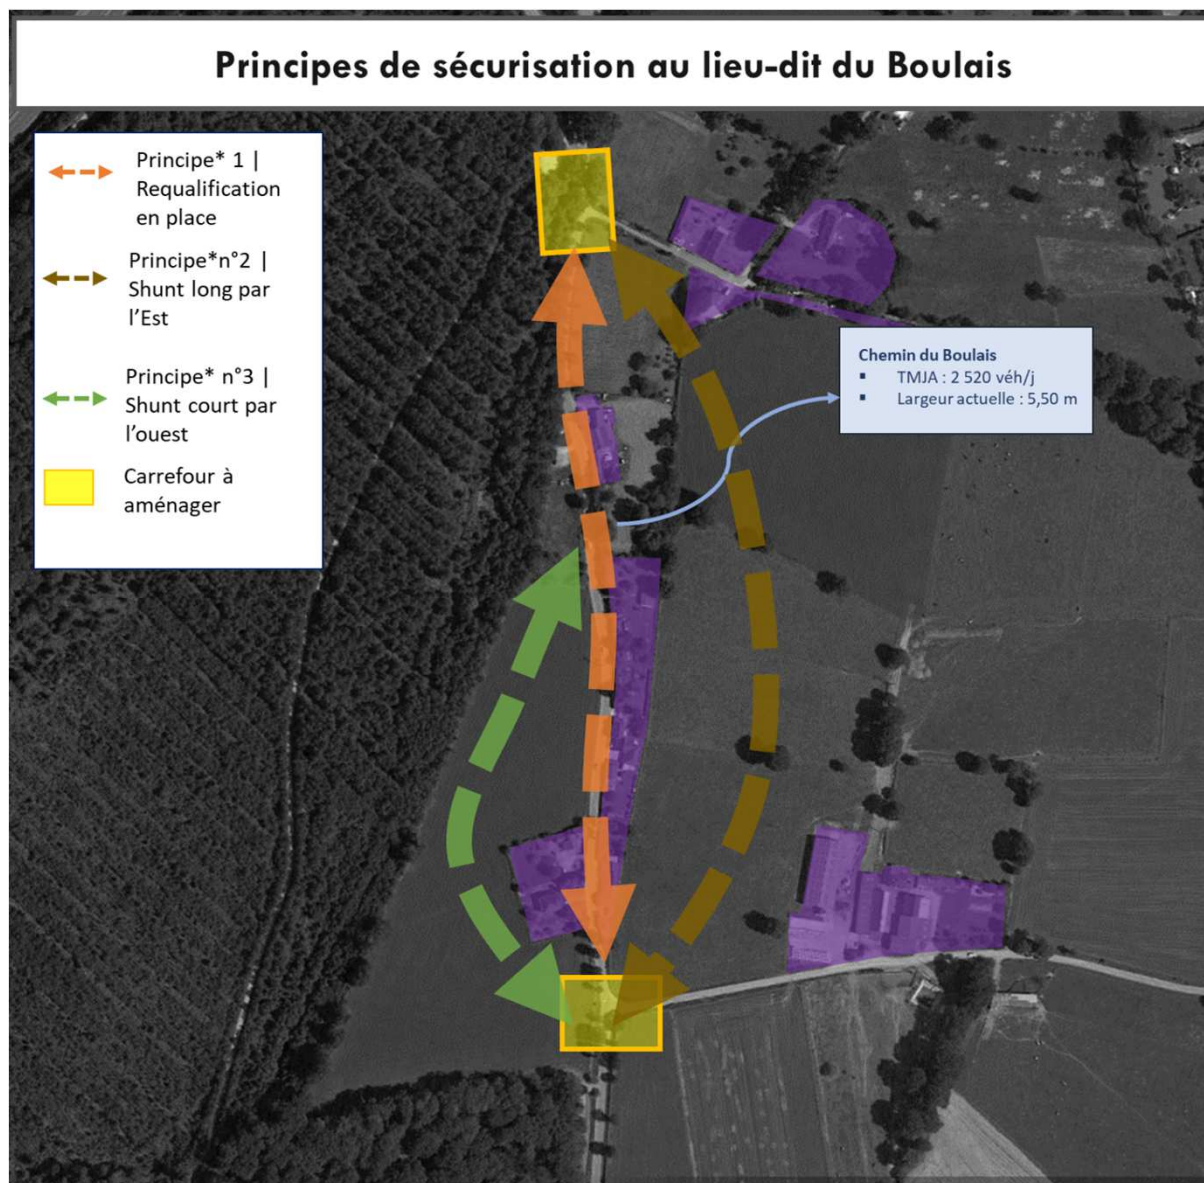 Principes de sécurisation au lieu-dit du Boulais
Principe* 1 |
Requalification
en place
Principe*n°2 |
Shunt long par
l'Est
Principe* n°3 |
Shunt court par
l'ouest
Carrefour à
aménager
Chemin du Boulais
▪ TMJA : 2 520 véh/j
▪ Largeur actuelle : 5,50 m